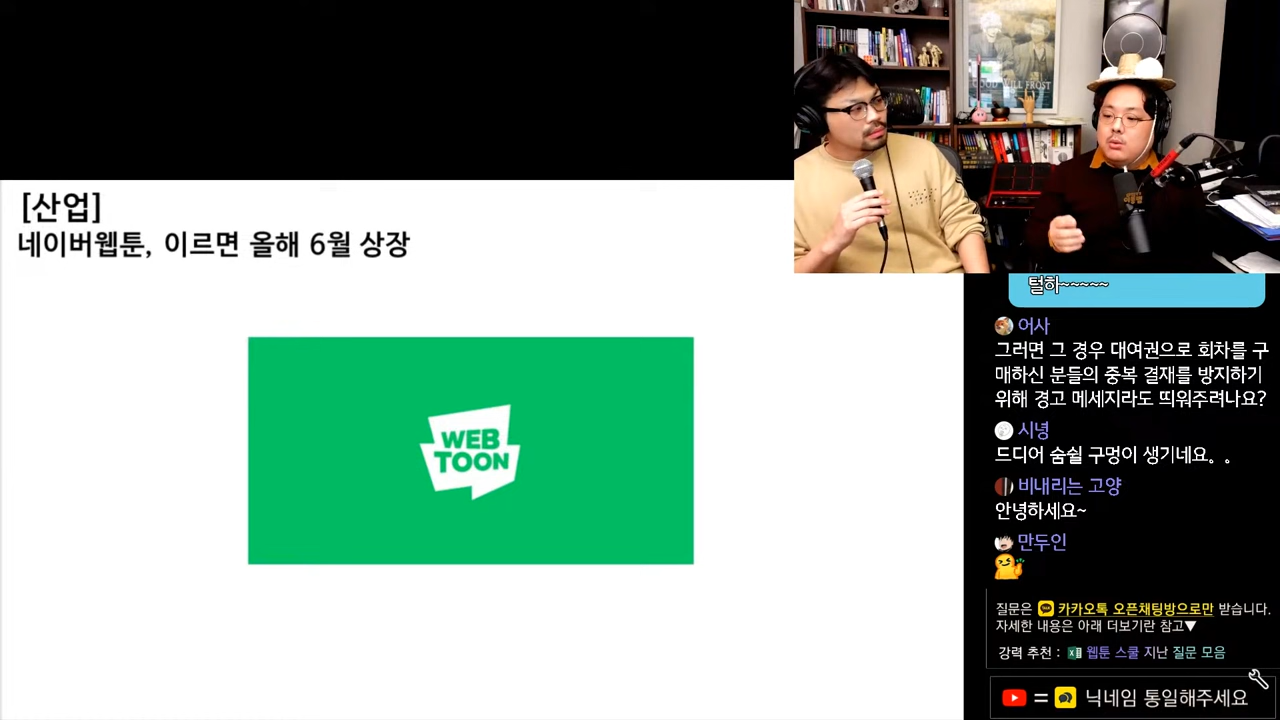 [산업]
네이버웹툰, 이르면 올해 6월 상장
WEB
TOON
GOOD WILL FROST
털하~~~~~
어사
그러면 그 경우 대여권으로 회차를 구
매하신 분들의 중복 결재를 방지하기
위해 경고 메세지라도 띄워주려나요?
시녕
드디어 숨쉴 구멍이 생기네요. .
비내리는 고양
안녕하세요~
만두인
질문은 카카오톡 오픈채팅방으로만 받습니다.
자세한 내용은 아래 더보기란 참고▼
강력 추천 : 웹툰 스쿨 지난 질문 모음
= 닉네임 통일해주세요